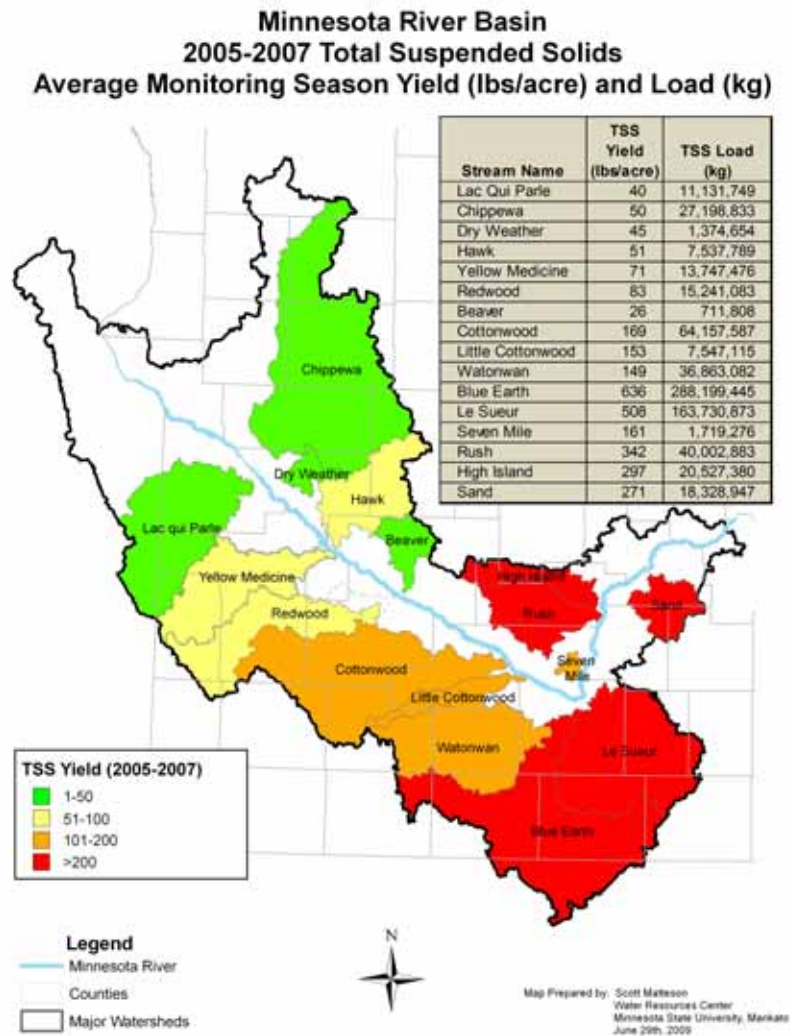 Minnesota River Basin
2005-2007 Total Suspended Solids
Average Monitoring Season Yield (lbs/acre) and Load (kg)
Stream Name TSS Yield (lbs/acre) TSS Load (kg)
Lac Qui Parle 40 11,131,749
Chippewa 50 27,198,833
Dry Weather 45 1,374,654
Hawk 51 7,537,789
Yellow Medicine 71 13,747,476
Redwood 83 15,241,083
Beaver 26 711,808
Cottonwood 169 64,157,587
Little Cottonwood 153 7,547,115
Watonwan 149 36,863,082
Blue Earth 636 288,199,445
Le Sueur 508 163,730,873
Seven Mile 161 1,719,276
Rush 342 40,002,883
High Island 297 20,527,380
Sand 271 18,328,947
Chippewa
Dry Weather
Hawk
Lac qui Parle
Beaver
Yellow Medicine
High Island
Redwood
Rush
Sand
Seven
Mile
Cottonwood
Little Cottonwood
Watonwan
Le Sueur
Blue Earth
TSS Yield (2005-2007)
1-50
51-100
101-200
>200
Legend
Minnesota River
Counties
Major Watersheds
N
Map Prepared by: Scott Matteson
Water Resources Center
Minnesota State University, Mankato
June 29th, 2009